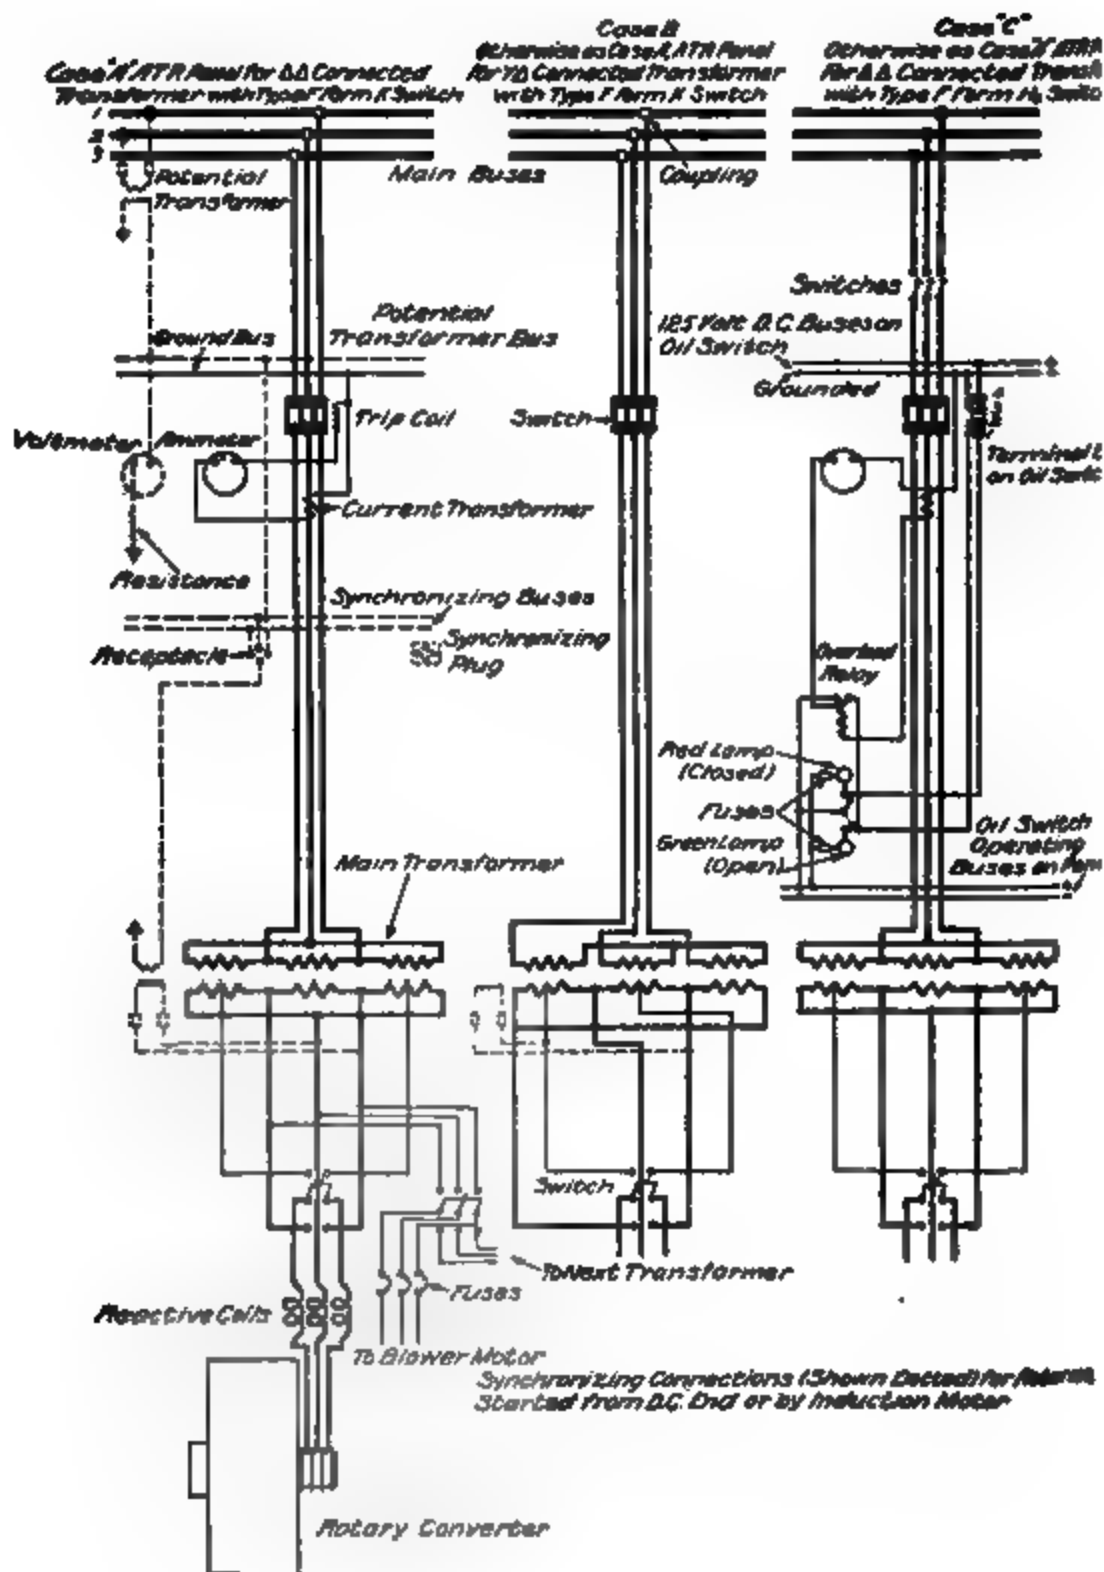 Case "A" ATR Panel for ΔΔ Connected
Transformer with Type F Form K Switch
Case B
Otherwise as Case A, ATR Panel
for YΔ Connected Transformer
with Type F Form K Switch
Case "C"
Otherwise as Case "A" ATR
for ΔΔ Connected Transf
with Type F Form H
1
2
3
Main Buses
Coupling
Potential
Transformer
Switches
Ground Bus
Potential
Transformer Bus
125 Volt D.C. Buses on
Oil Switch
Grounded
Trip Coil
Switch
Voltmeter
Ammeter
Terminal
on Oil Switc
Current Transformer
Resistance
Synchronizing Buses
Receptacle
Synchronizing
Plug
Overload
Relay
Red Lamp
(Closed)
Fuses
Green Lamp
(Open)
Oil Switch
Operating
Buses on
Main Transformer
Switch
To Next Transformer
Fuses
Reactive Coils
To Blower Motor
Synchronizing Connections (Shown Dotted) for
Started from D.C. End or by Induction Motor
Rotary Converter